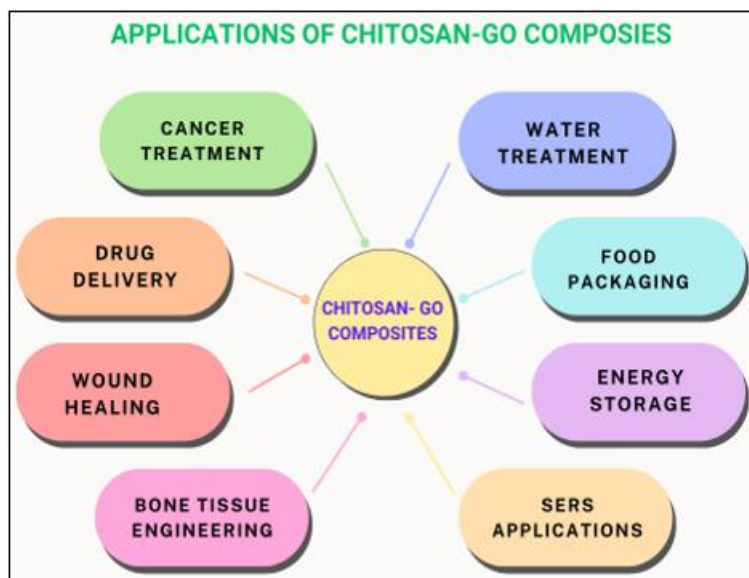 APPLICATIONS OF CHITOSAN-GO COMPOSIES
CANCER
TREATMENT
WATER
TREATMENT
DRUG
DELIVERY
FOOD
PACKAGING
CHITOSAN- GO
COMPOSITES
WOUND
HEALING
ENERGY
STORAGE
BONE TISSUE
ENGINEERING
SERS
APPLICATIONS